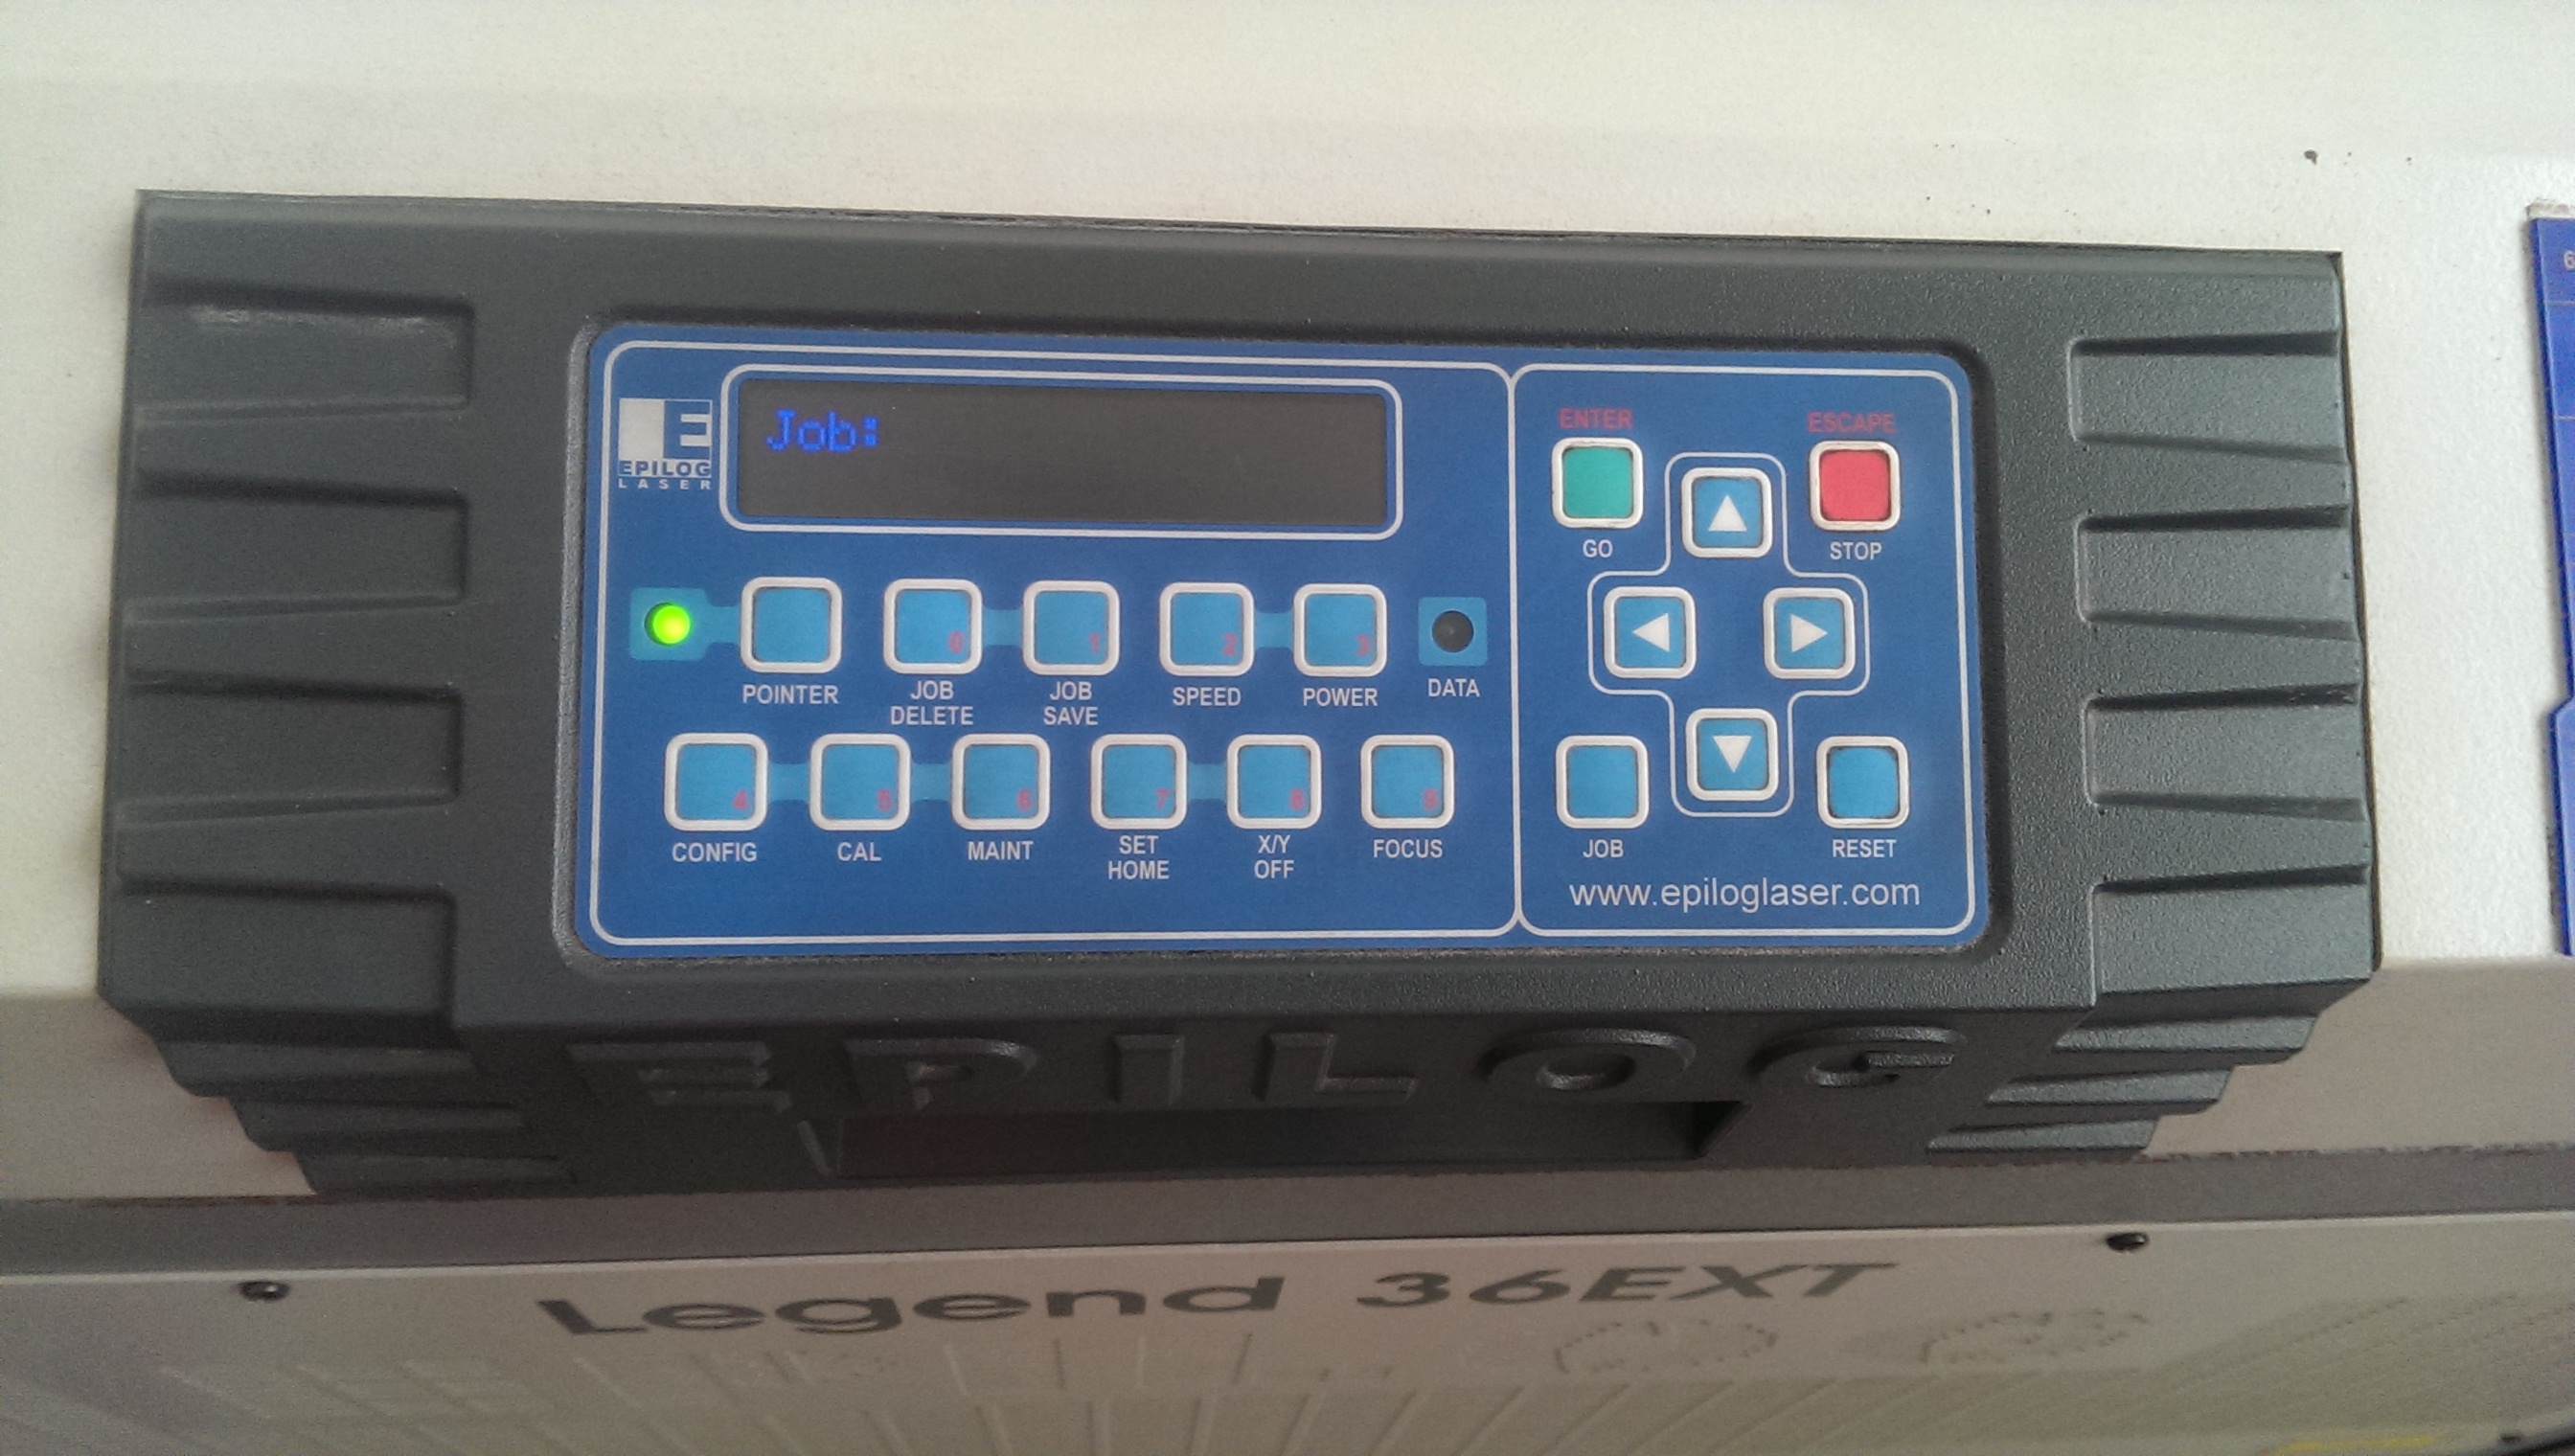 Job:
E
EPILOG
LASER
ENTER
ESCAPE
GO
STOP
0
1
2
3
POINTER
JOB
DELETE
JOB
SAVE
SPEED
POWER
DATA
4
5
6
7
8
9
CONFIG
CAL
MAINT
SET
HOME
X/Y
OFF
FOCUS
JOB
RESET
www.epiloglaser.com
EPILOG
Legend 36EXT
6